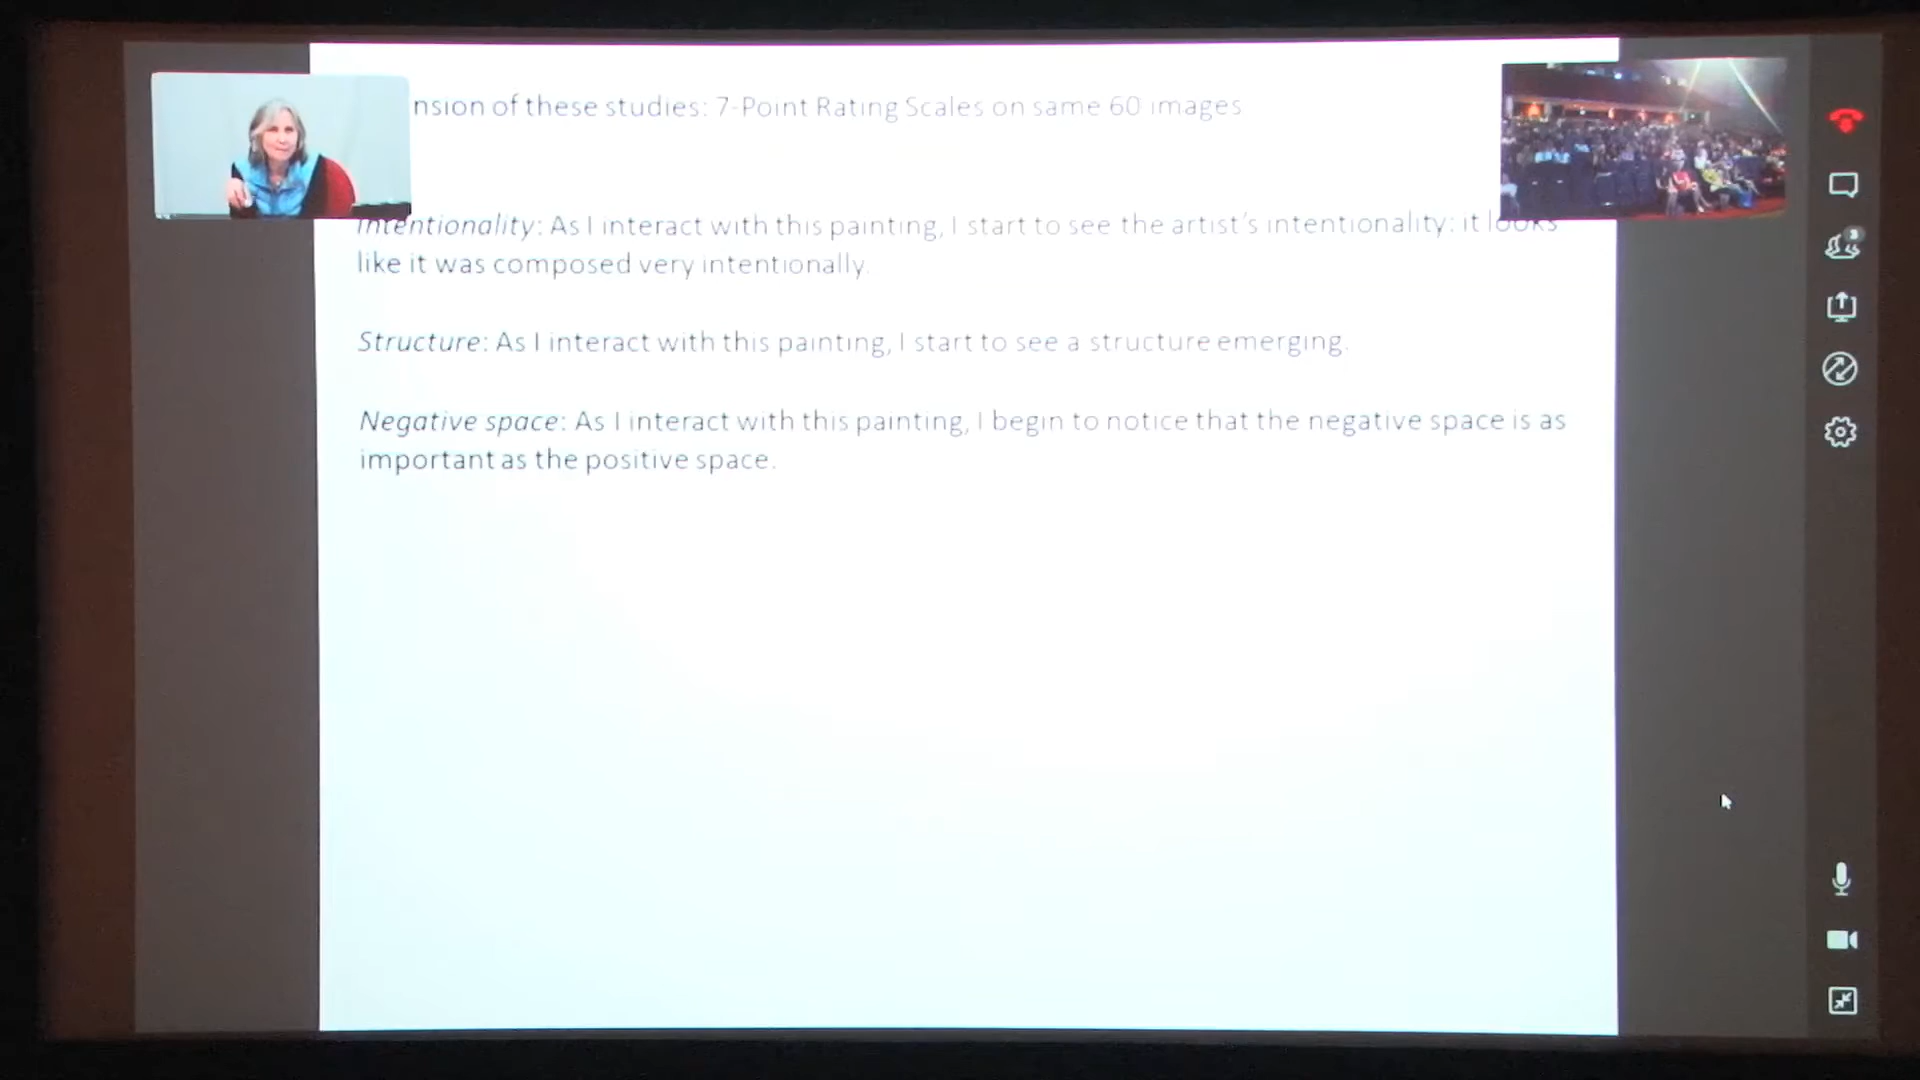 nsion of these studies: 7-Point Rating Scales on same 60 images
Intentionality: As I interact with this painting, I start to see the artist's intentionality: it looks
like it was composed very intentionally.
Structure: As I interact with this painting, I start to see a structure emerging.
Negative space: As I interact with this painting, I begin to notice that the negative space is as
important as the positive space.
3